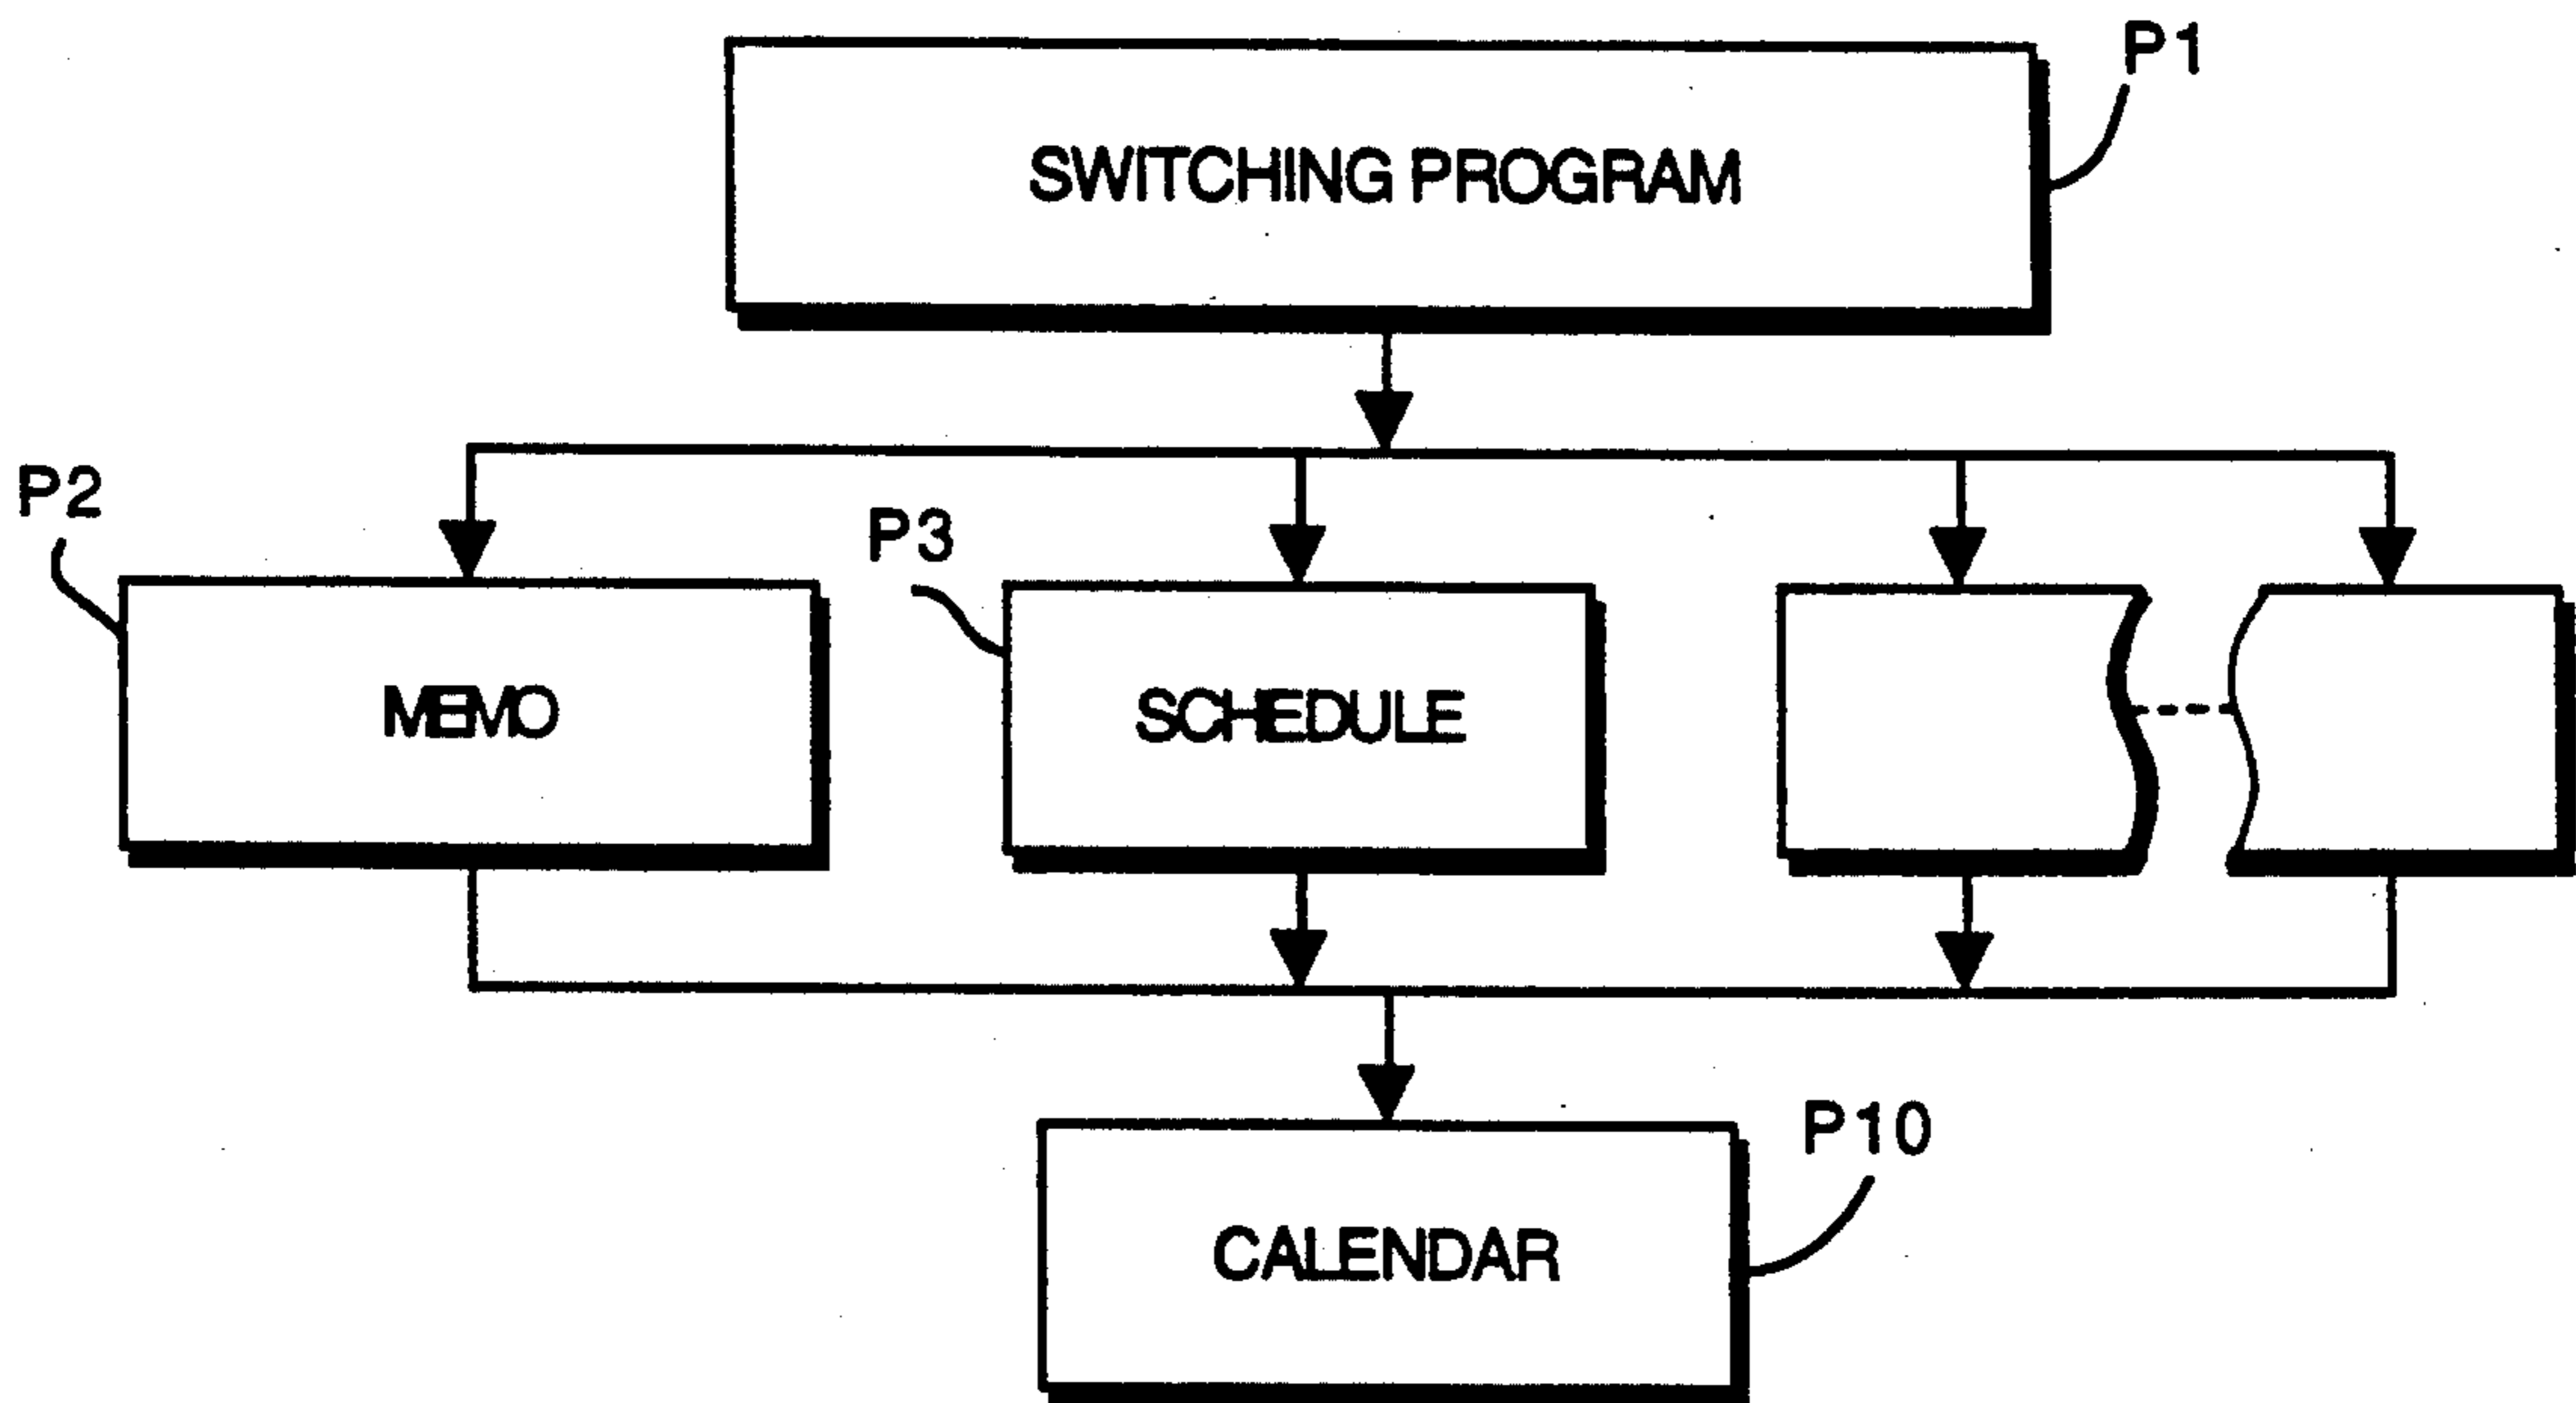 P1
SWITCHING PROGRAM
P2
P3
MEMO
SCHEDULE
P10
CALENDAR